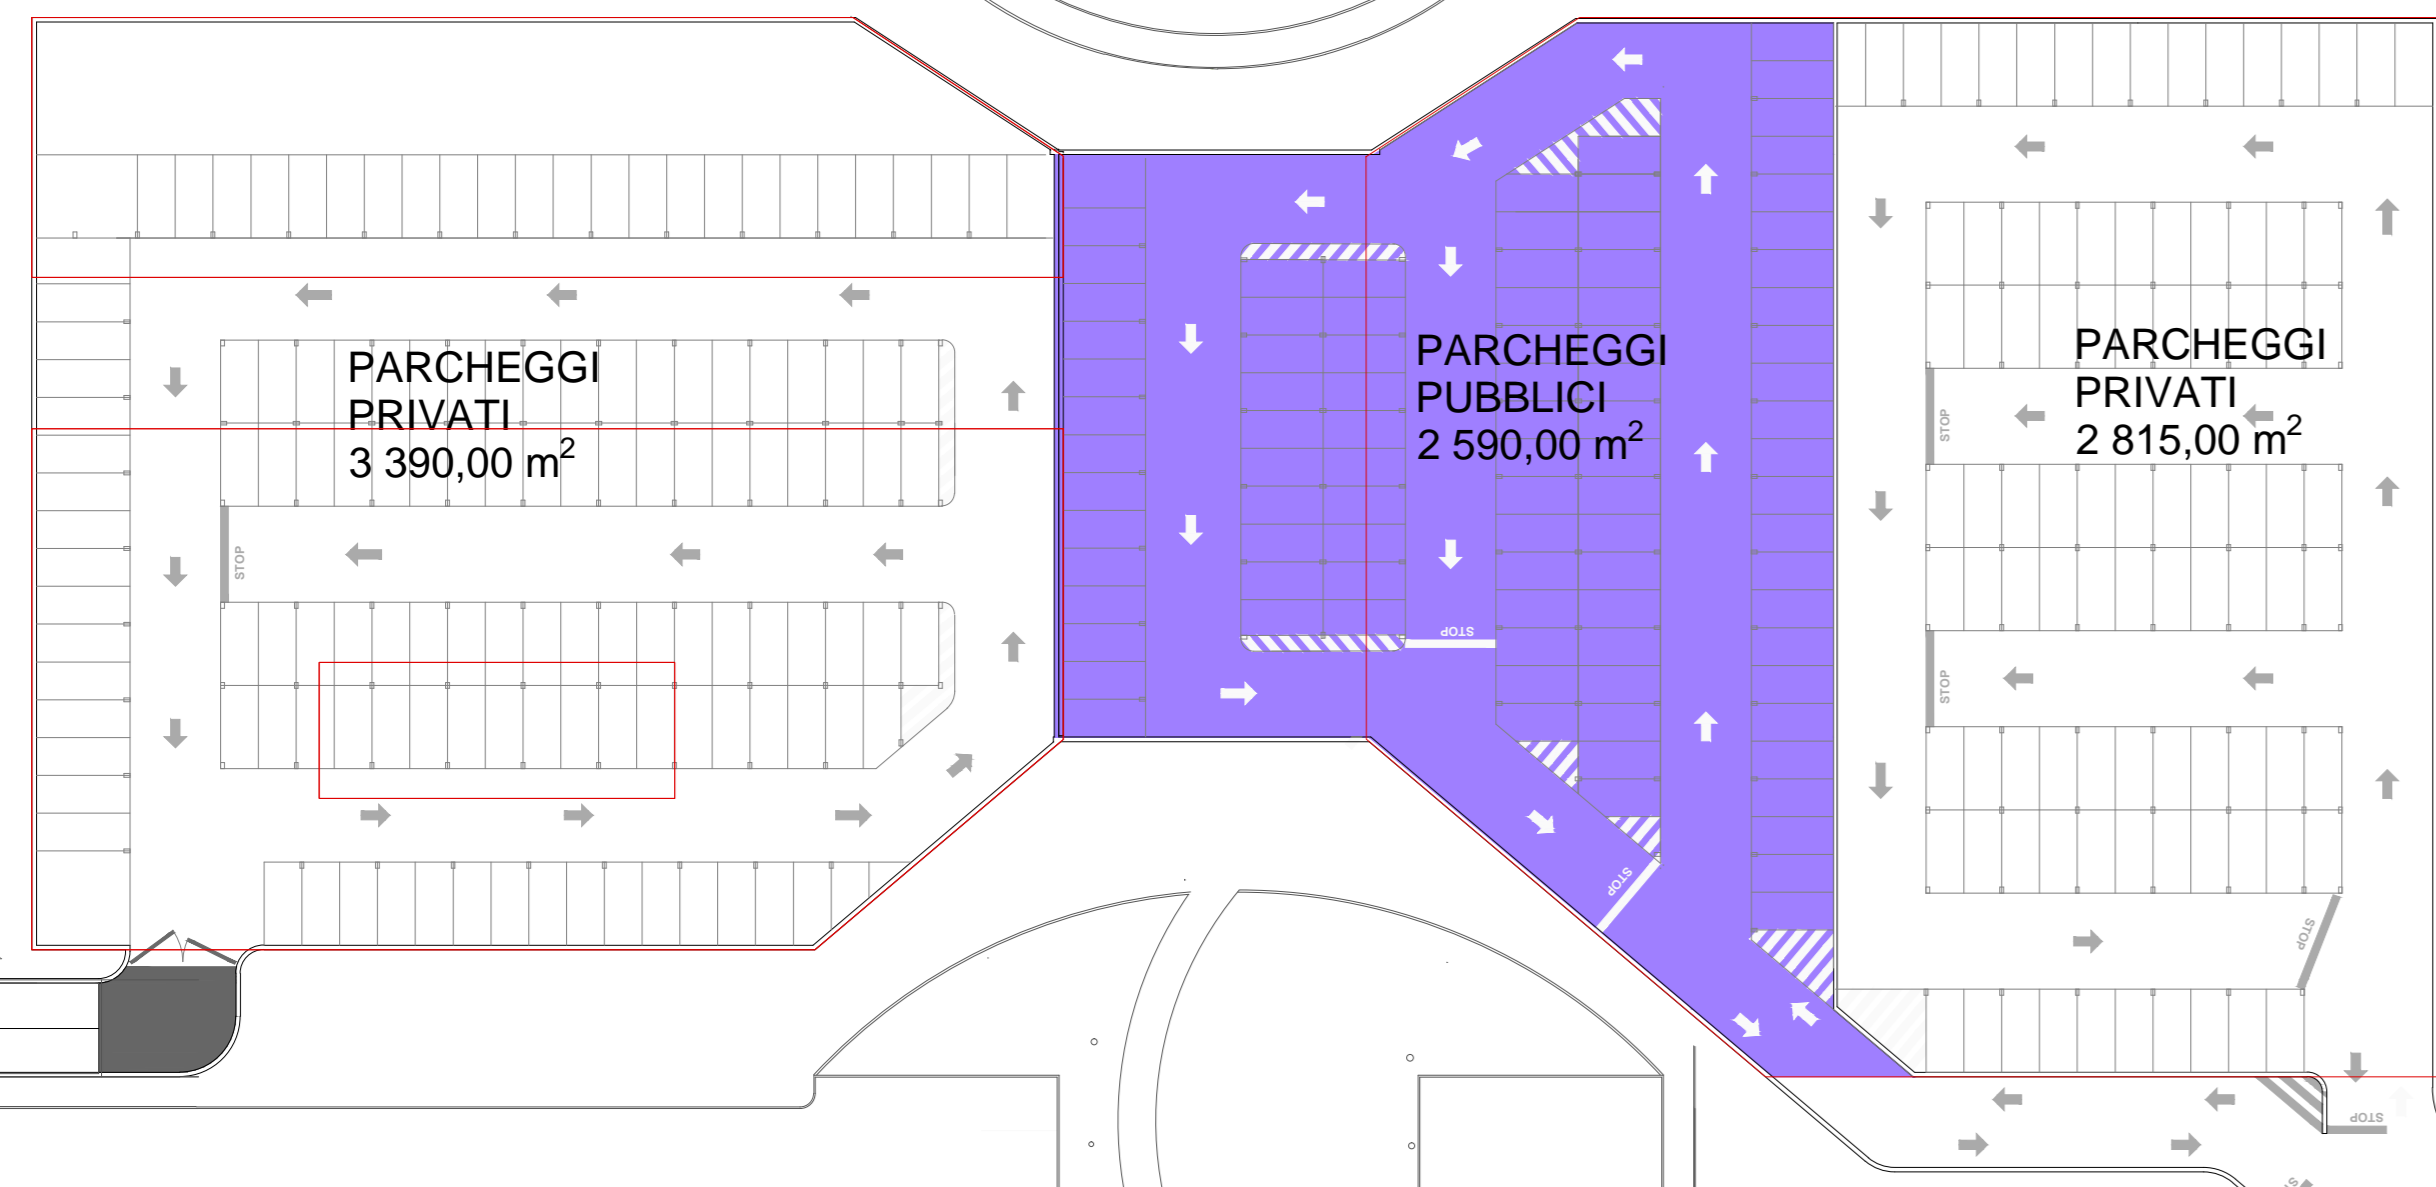 PARCHEGGI
PRIVATI
3 390,00 m²
PARCHEGGI
PUBBLICI
2 590,00 m²
PARCHEGGI
PRIVATI
2 815,00 m²
STOP
STOP
STOP
STOP
STOP
STOP
STOP